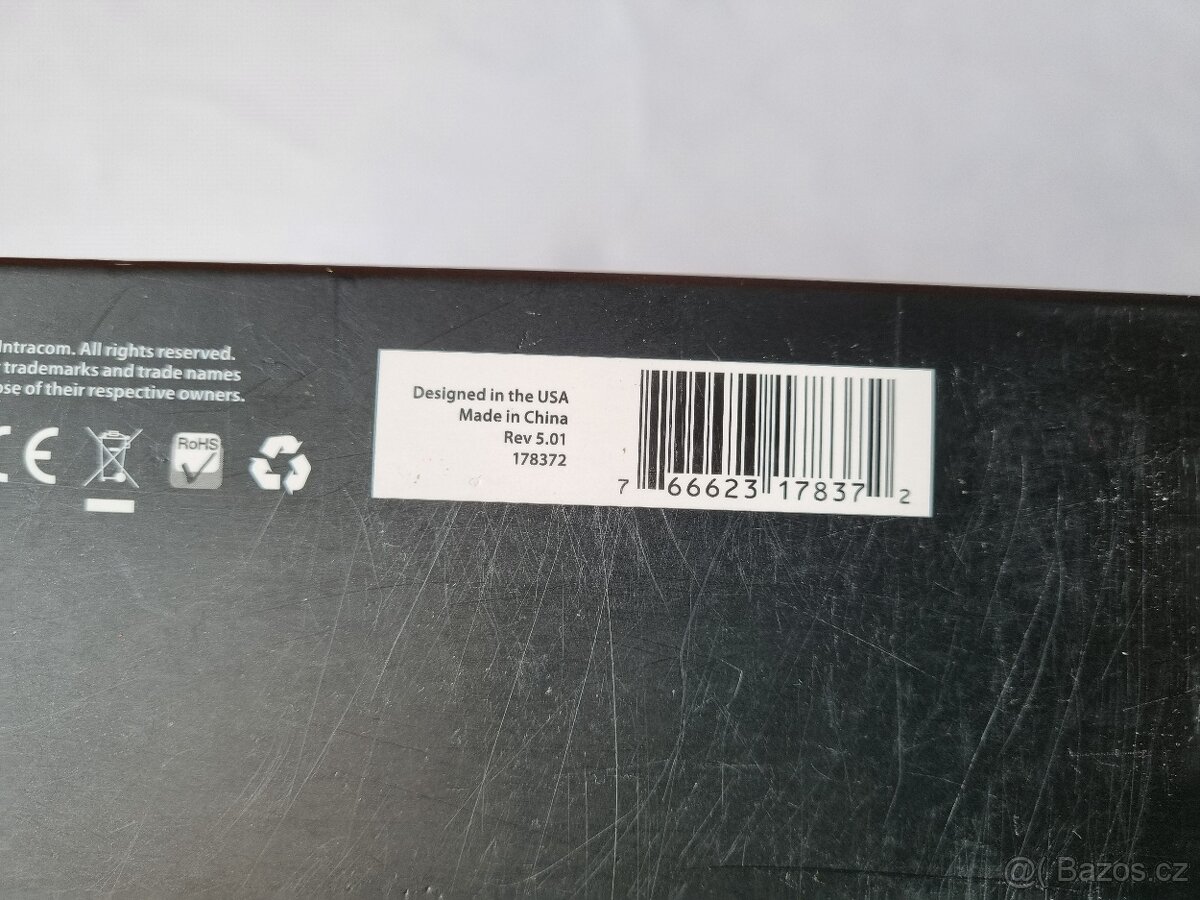 Intracom. All rights reserved.
trademarks and trade names
ose of their respective owners.
CE
RoHS
Designed in the USA
Made in China
Rev 5.01
178372
7 66623 17837 2
@( Bazos.cz